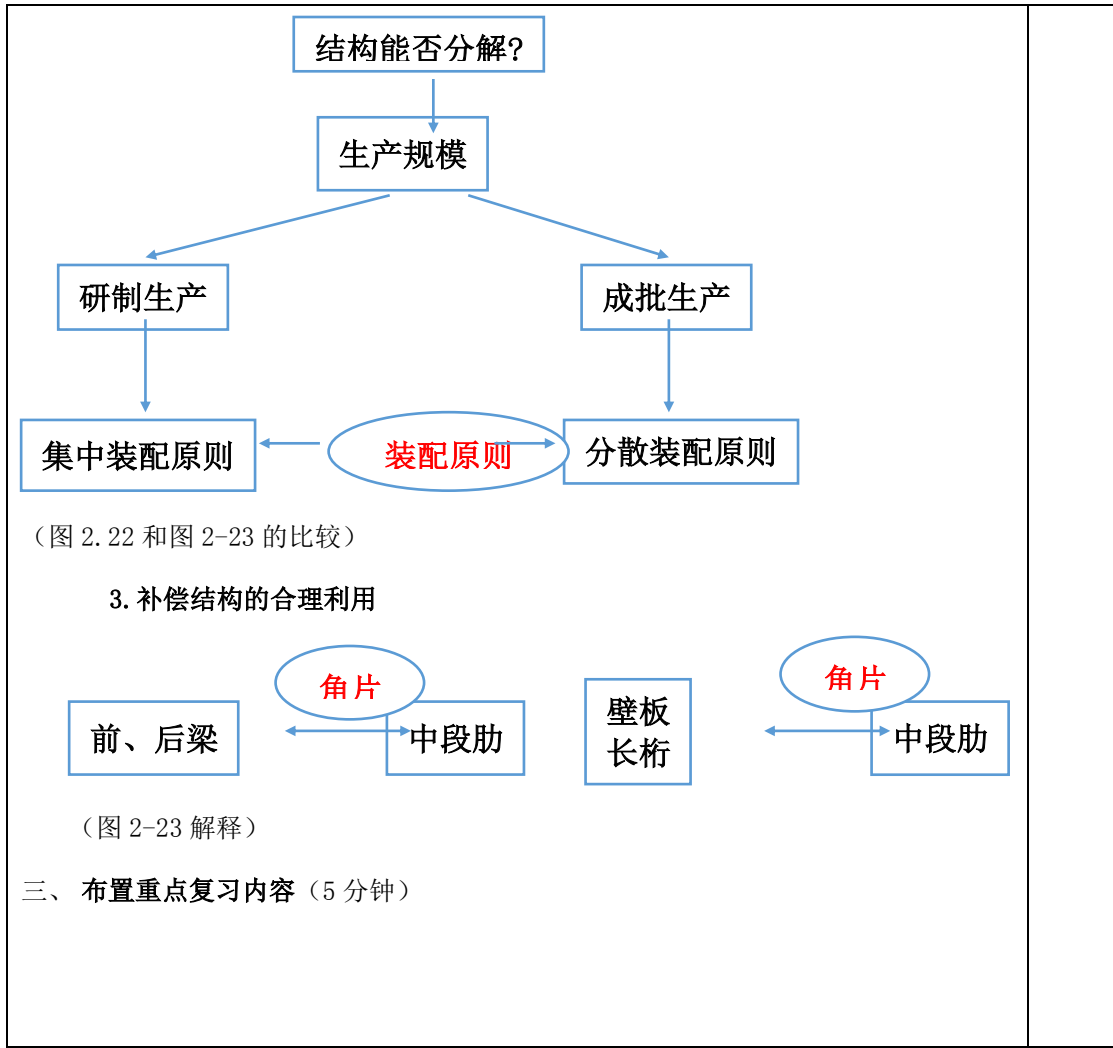 结构能否分解?
生产规模
研制生产
成批生产
集中装配原则
装配原则
分散装配原则
（图 2.22 和图 2-23 的比较）
3.补偿结构的合理利用
前、后梁
角片
中段肋
壁板
长桁
角片
中段肋
（图 2-23 解释）
三、 布置重点复习内容（5 分钟）